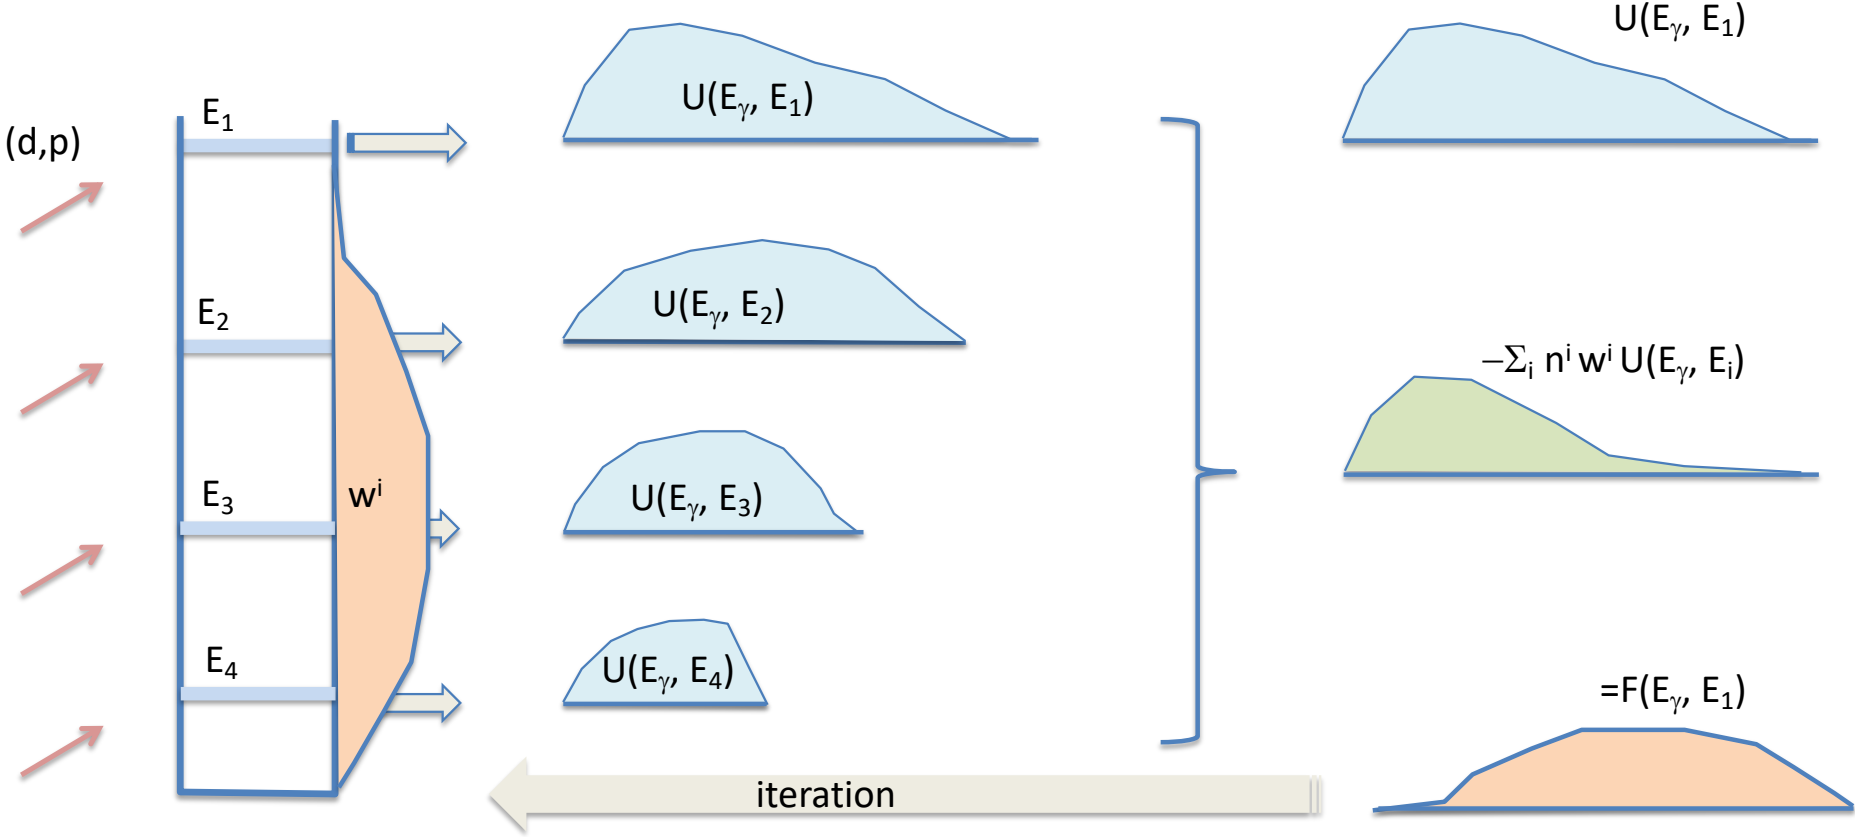 U(Eγ, E1)
(d,p)
E1
U(Eγ, E1)
E2
U(Eγ, E2)
−Σi ni wi U(Eγ, Ei)
E3
wi
U(Eγ, E3)
E4
U(Eγ, E4)
=F(Eγ, E1)
iteration